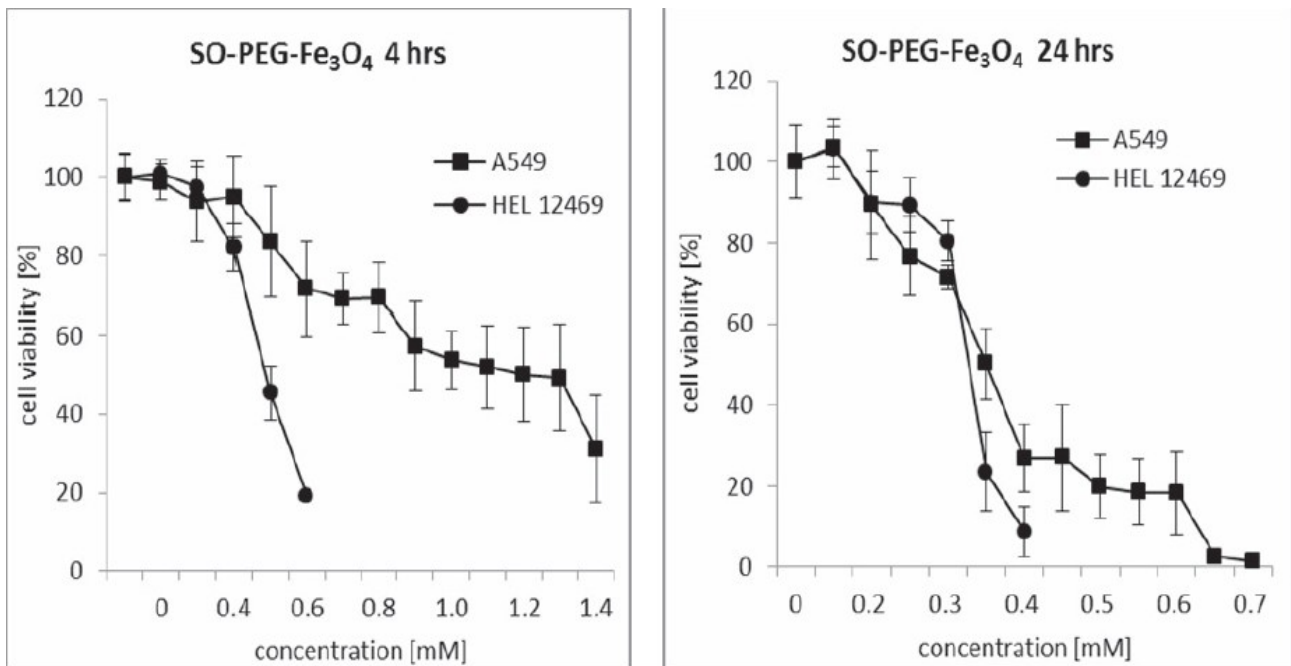 SO-PEG-Fe₃O₄ 4 hrs
120
100
80
60
40
20
0
cell viability [%]
A549
HEL 12469
0 0.4 0.6 0.8 1.0 1.2 1.4
concentration [mM]
SO-PEG-Fe₃O₄ 24 hrs
120
100
80
60
40
20
0
cell viability [%]
A549
HEL 12469
0 0.2 0.3 0.4 0.5 0.6 0.7
concentration [mM]